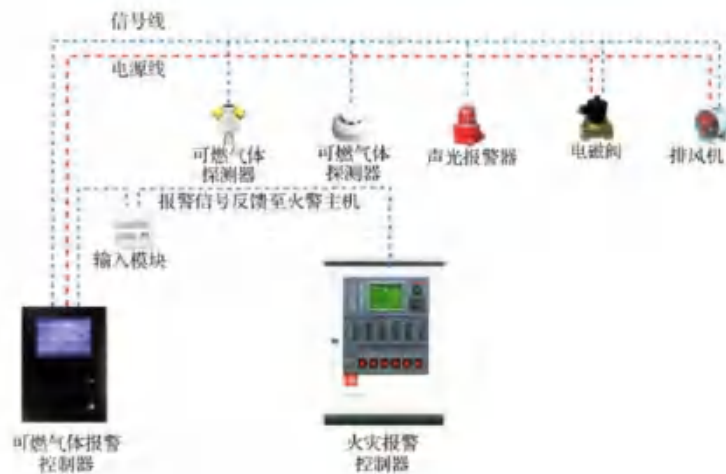 信号线
电源线
可燃气体
探测器
可燃气体
探测器
声光报警器
电磁阀
排风机
报警信号反馈至火警主机
输入模块
可燃气体报警
控制器
火灾报警
控制器